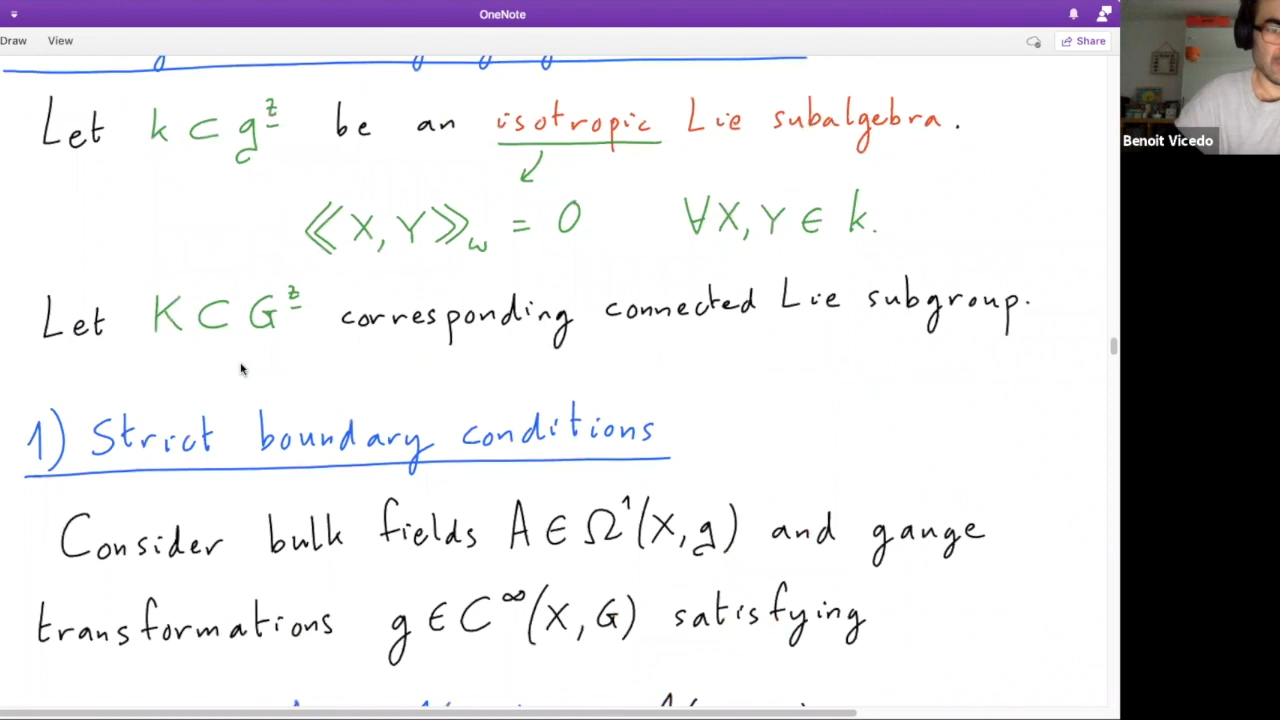 OneNote
Draw View Share
Let k ⊂ g^z be an isotropic Lie subalgebra.
⟪X, Y⟫_ω = 0 ∀X, Y ∈ k.
Let K ⊂ G^z corresponding connected Lie subgroup.
1) Strict boundary conditions
Consider bulk fields A ∈ Ω¹(X, g) and gauge
transformations g ∈ C^∞(X, G) satisfying
Benoit Vicedo